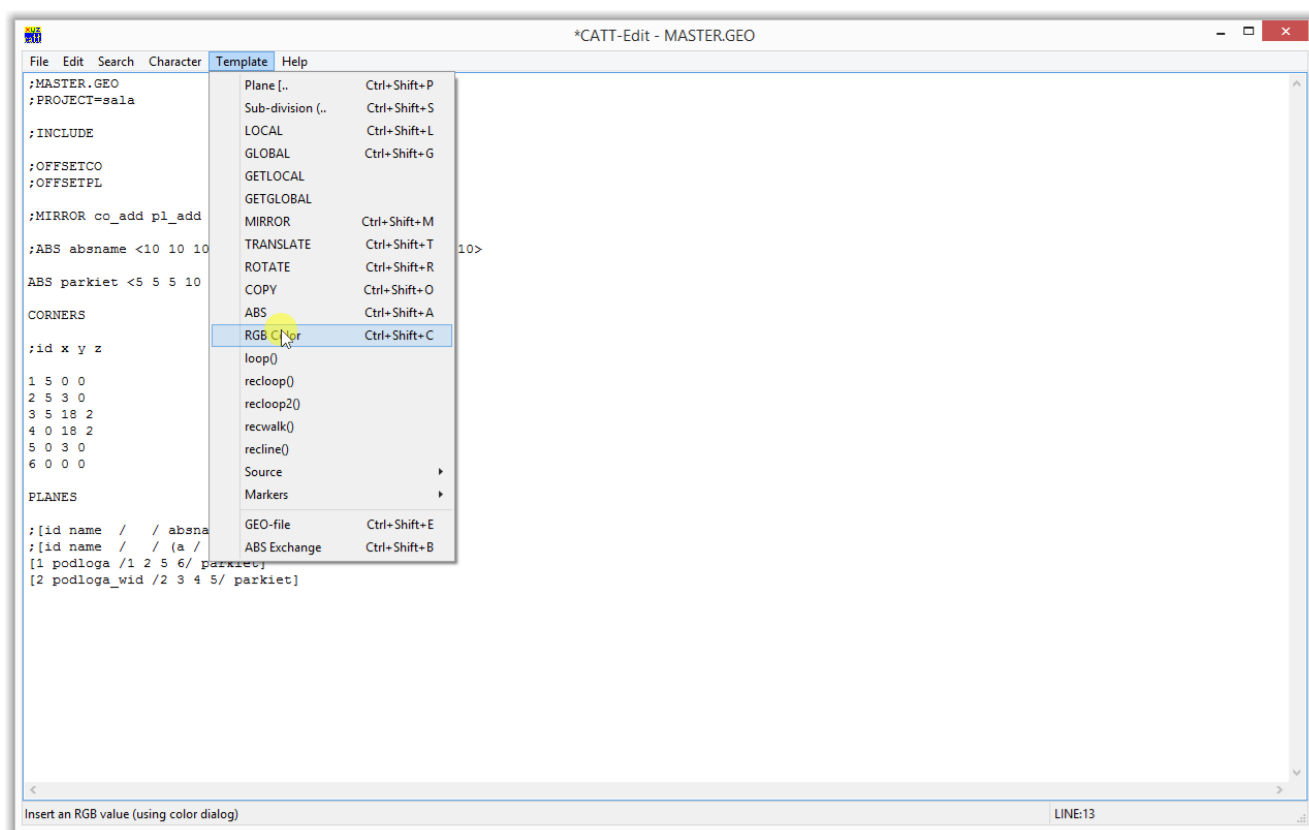 xyz
*CATT-Edit - MASTER.GEO
File Edit Search Character Template Help
;MASTER.GEO
;PROJECT=sala
;INCLUDE
;OFFSETCO
;OFFSETPL
;MIRROR co_add pl_add
;ABS absname <10 10 10 10>
ABS parkiet <5 5 5 10
CORNERS
;id x y z
1 5 0 0
2 5 3 0
3 5 18 2
4 0 18 2
5 0 3 0
6 0 0 0
PLANES
;[id name / / absna
;[id name / / (a /
[1 podloga /1 2 5 6/ parkiet]
[2 podloga_wid /2 3 4 5/ parkiet]
Plane [.. Ctrl+Shift+P
Sub-division (.. Ctrl+Shift+S
LOCAL Ctrl+Shift+L
GLOBAL Ctrl+Shift+G
GETLOCAL
GETGLOBAL
MIRROR Ctrl+Shift+M
TRANSLATE Ctrl+Shift+T
ROTATE Ctrl+Shift+R
COPY Ctrl+Shift+O
ABS Ctrl+Shift+A
RGB Color Ctrl+Shift+C
loop()
recloop()
recloop2()
recwalk()
recline()
Source
Markers
GEO-file Ctrl+Shift+E
ABS Exchange Ctrl+Shift+B
Insert an RGB value (using color dialog) LINE:13